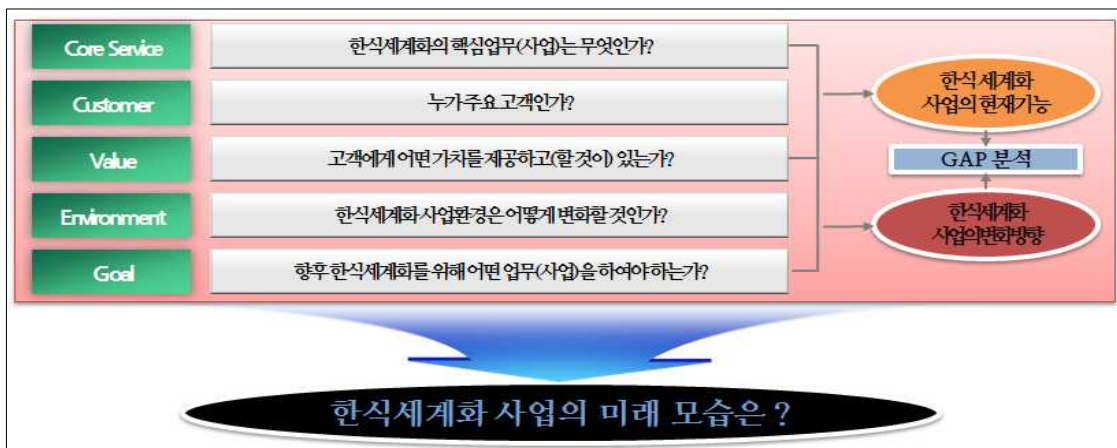 Core Service
한식세계화의 핵심업무(사업)는 무엇인가?
Customer
누가 주요 고객인가?
Value
고객에게 어떤 가치를 제공하고(할 것이) 있는가?
Environment
한식세계화 사업환경은 어떻게 변화할 것인가?
Goal
향후 한식세계화를 위해 어떤 업무(사업)을 하여야 하는가?
한식 세계화
사업의 현재기능
GAP 분석
한식세계화
사업의 변화방향
한식세계화 사업의 미래 모습은 ?